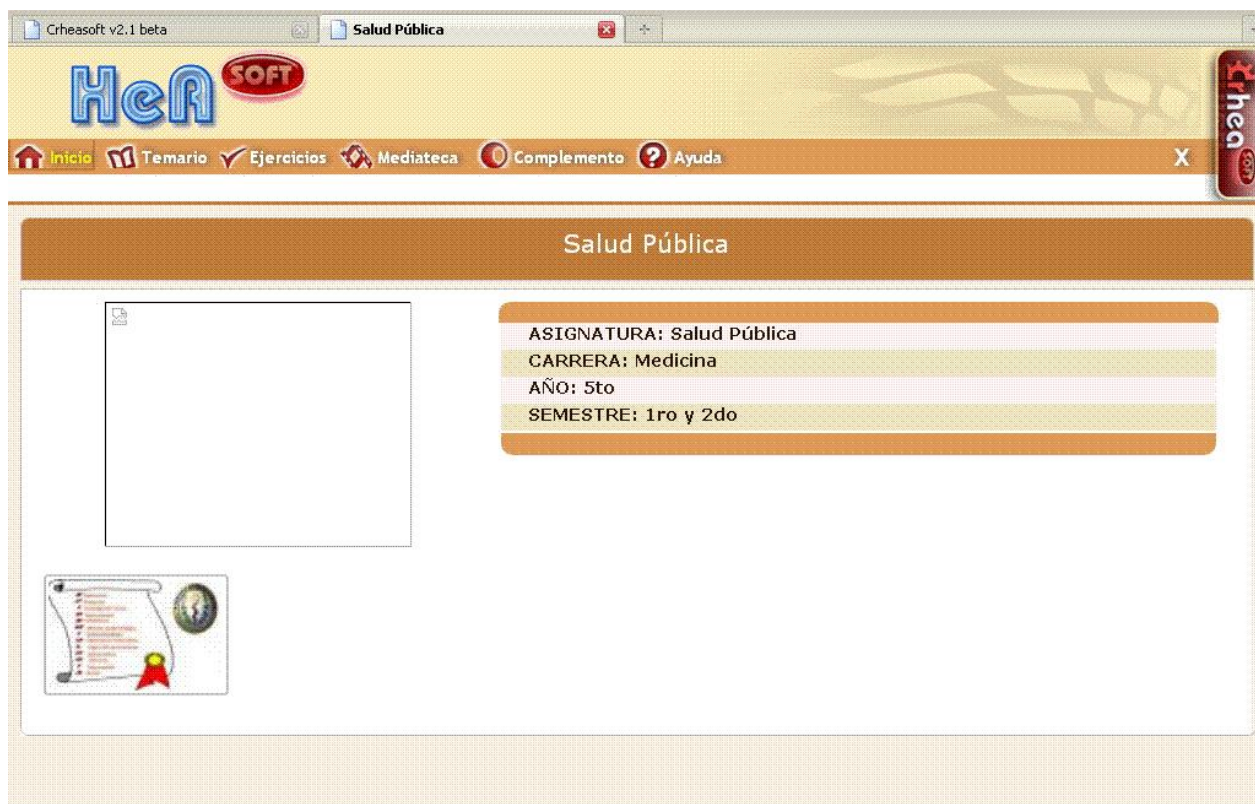 Crheasoft v2.1 beta
Salud Pública
HeA SOFT
Crhea SOFT
Inicio Temario Ejercicios Mediateca Complemento Ayuda X
Salud Pública
ASIGNATURA: Salud Pública
CARRERA: Medicina
AÑO: 5to
SEMESTRE: 1ro y 2do